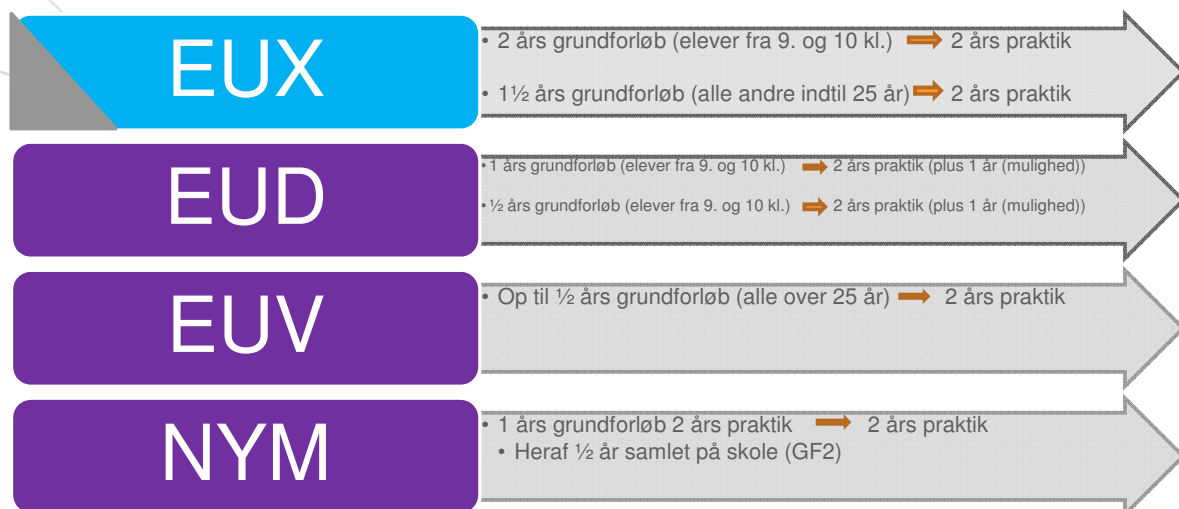 EUX
• 2 års grundforløb (elever fra 9. og 10 kl.) 2 års praktik
• 1½ års grundforløb (alle andre indtil 25 år) 2 års praktik
EUD
• 1 års grundforløb (elever fra 9. og 10 kl.) 2 års praktik (plus 1 år (mulighed))
• ½ års grundforløb (elever fra 9. og 10 kl.) 2 års praktik (plus 1 år (mulighed))
EUV
• Op til ½ års grundforløb (alle over 25 år) 2 års praktik
NYM
• 1 års grundforløb 2 års praktik 2 års praktik
• Heraf ½ år samlet på skole (GF2)